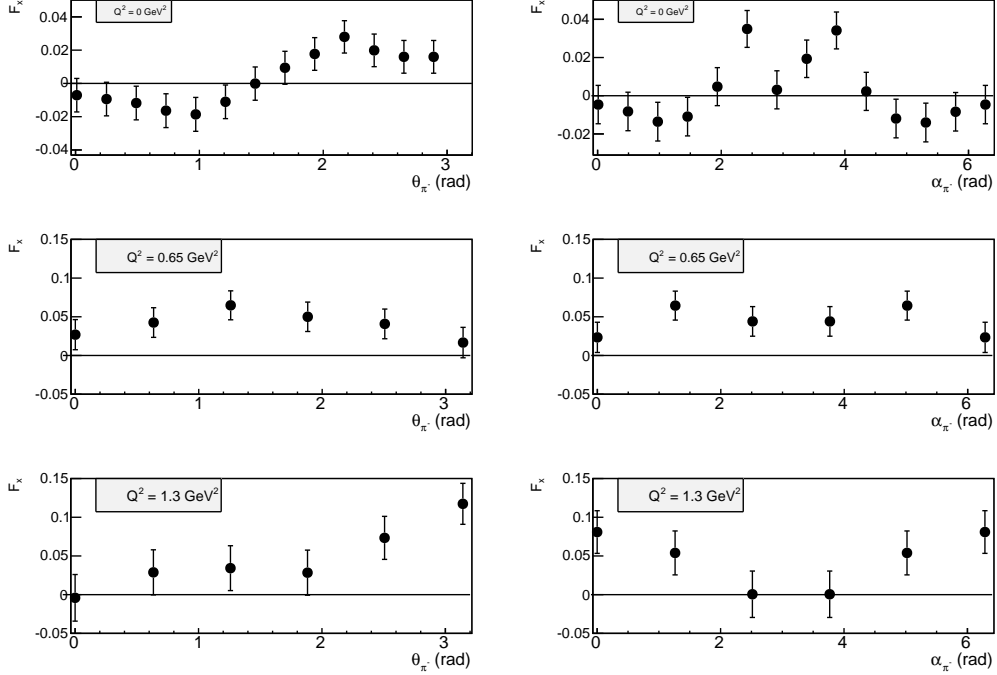 F_x
Q² = 0 GeV²
0.04
0.02
0
-0.02
-0.04
0 1 2 3
θ_π⁻ (rad)
F_x
Q² = 0 GeV²
0.04
0.02
0
-0.02
0 2 4 6
α_π⁻ (rad)
F_x
0.15
Q² = 0.65 GeV²
0.1
0.05
0
-0.05
0 1 2 3
θ_π⁻ (rad)
F_x
0.15
Q² = 0.65 GeV²
0.1
0.05
0
-0.05
0 2 4 6
α_π⁻ (rad)
F_x
0.15
Q² = 1.3 GeV²
0.1
0.05
0
-0.05
0 1 2 3
θ_π⁻ (rad)
F_x
0.15
Q² = 1.3 GeV²
0.1
0.05
0
-0.05
0 2 4 6
α_π⁻ (rad)